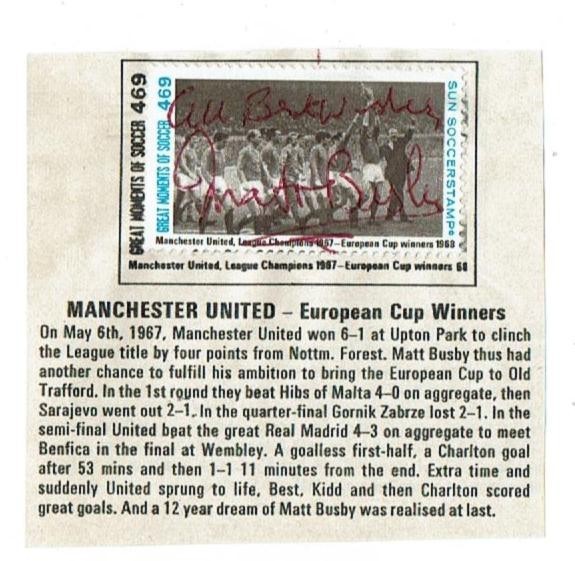 GREAT MOMENTS OF SOCCER 469
GREAT MOMENTS OF SOCCER 469
SUN SOCCERSTAMPS
All Best Wishes
Matt Busby
Manchester United, League Champions 1967–European Cup winners 1968
Manchester United, League Champions 1967–European Cup winners 68
MANCHESTER UNITED – European Cup Winners
On May 6th, 1967, Manchester United won 6–1 at Upton Park to clinch
the League title by four points from Nottm. Forest. Matt Busby thus had
another chance to fulfill his ambition to bring the European Cup to Old
Trafford. In the 1st round they beat Hibs of Malta 4–0 on aggregate, then
Sarajevo went out 2–1. In the quarter-final Gornik Zabrze lost 2–1. In the
semi-final United beat the great Real Madrid 4–3 on aggregate to meet
Benfica in the final at Wembley. A goalless first-half, a Charlton goal
after 53 mins and then 1–1 11 minutes from the end. Extra time and
suddenly United sprung to life, Best, Kidd and then Charlton scored
great goals. And a 12 year dream of Matt Busby was realised at last.